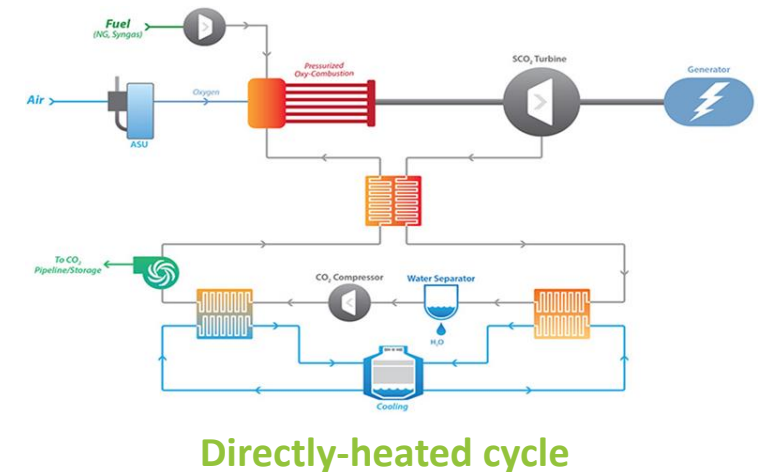 Fuel
(NG, Syngas)
SCO₂ Turbine
Pressurized
Oxy-Combustion
Generator
Air
Oxygen
ASU
To CO₂
Pipeline/Storage
CO₂ Compressor
Water Separator
H₂O
Cooling
Directly-heated cycle